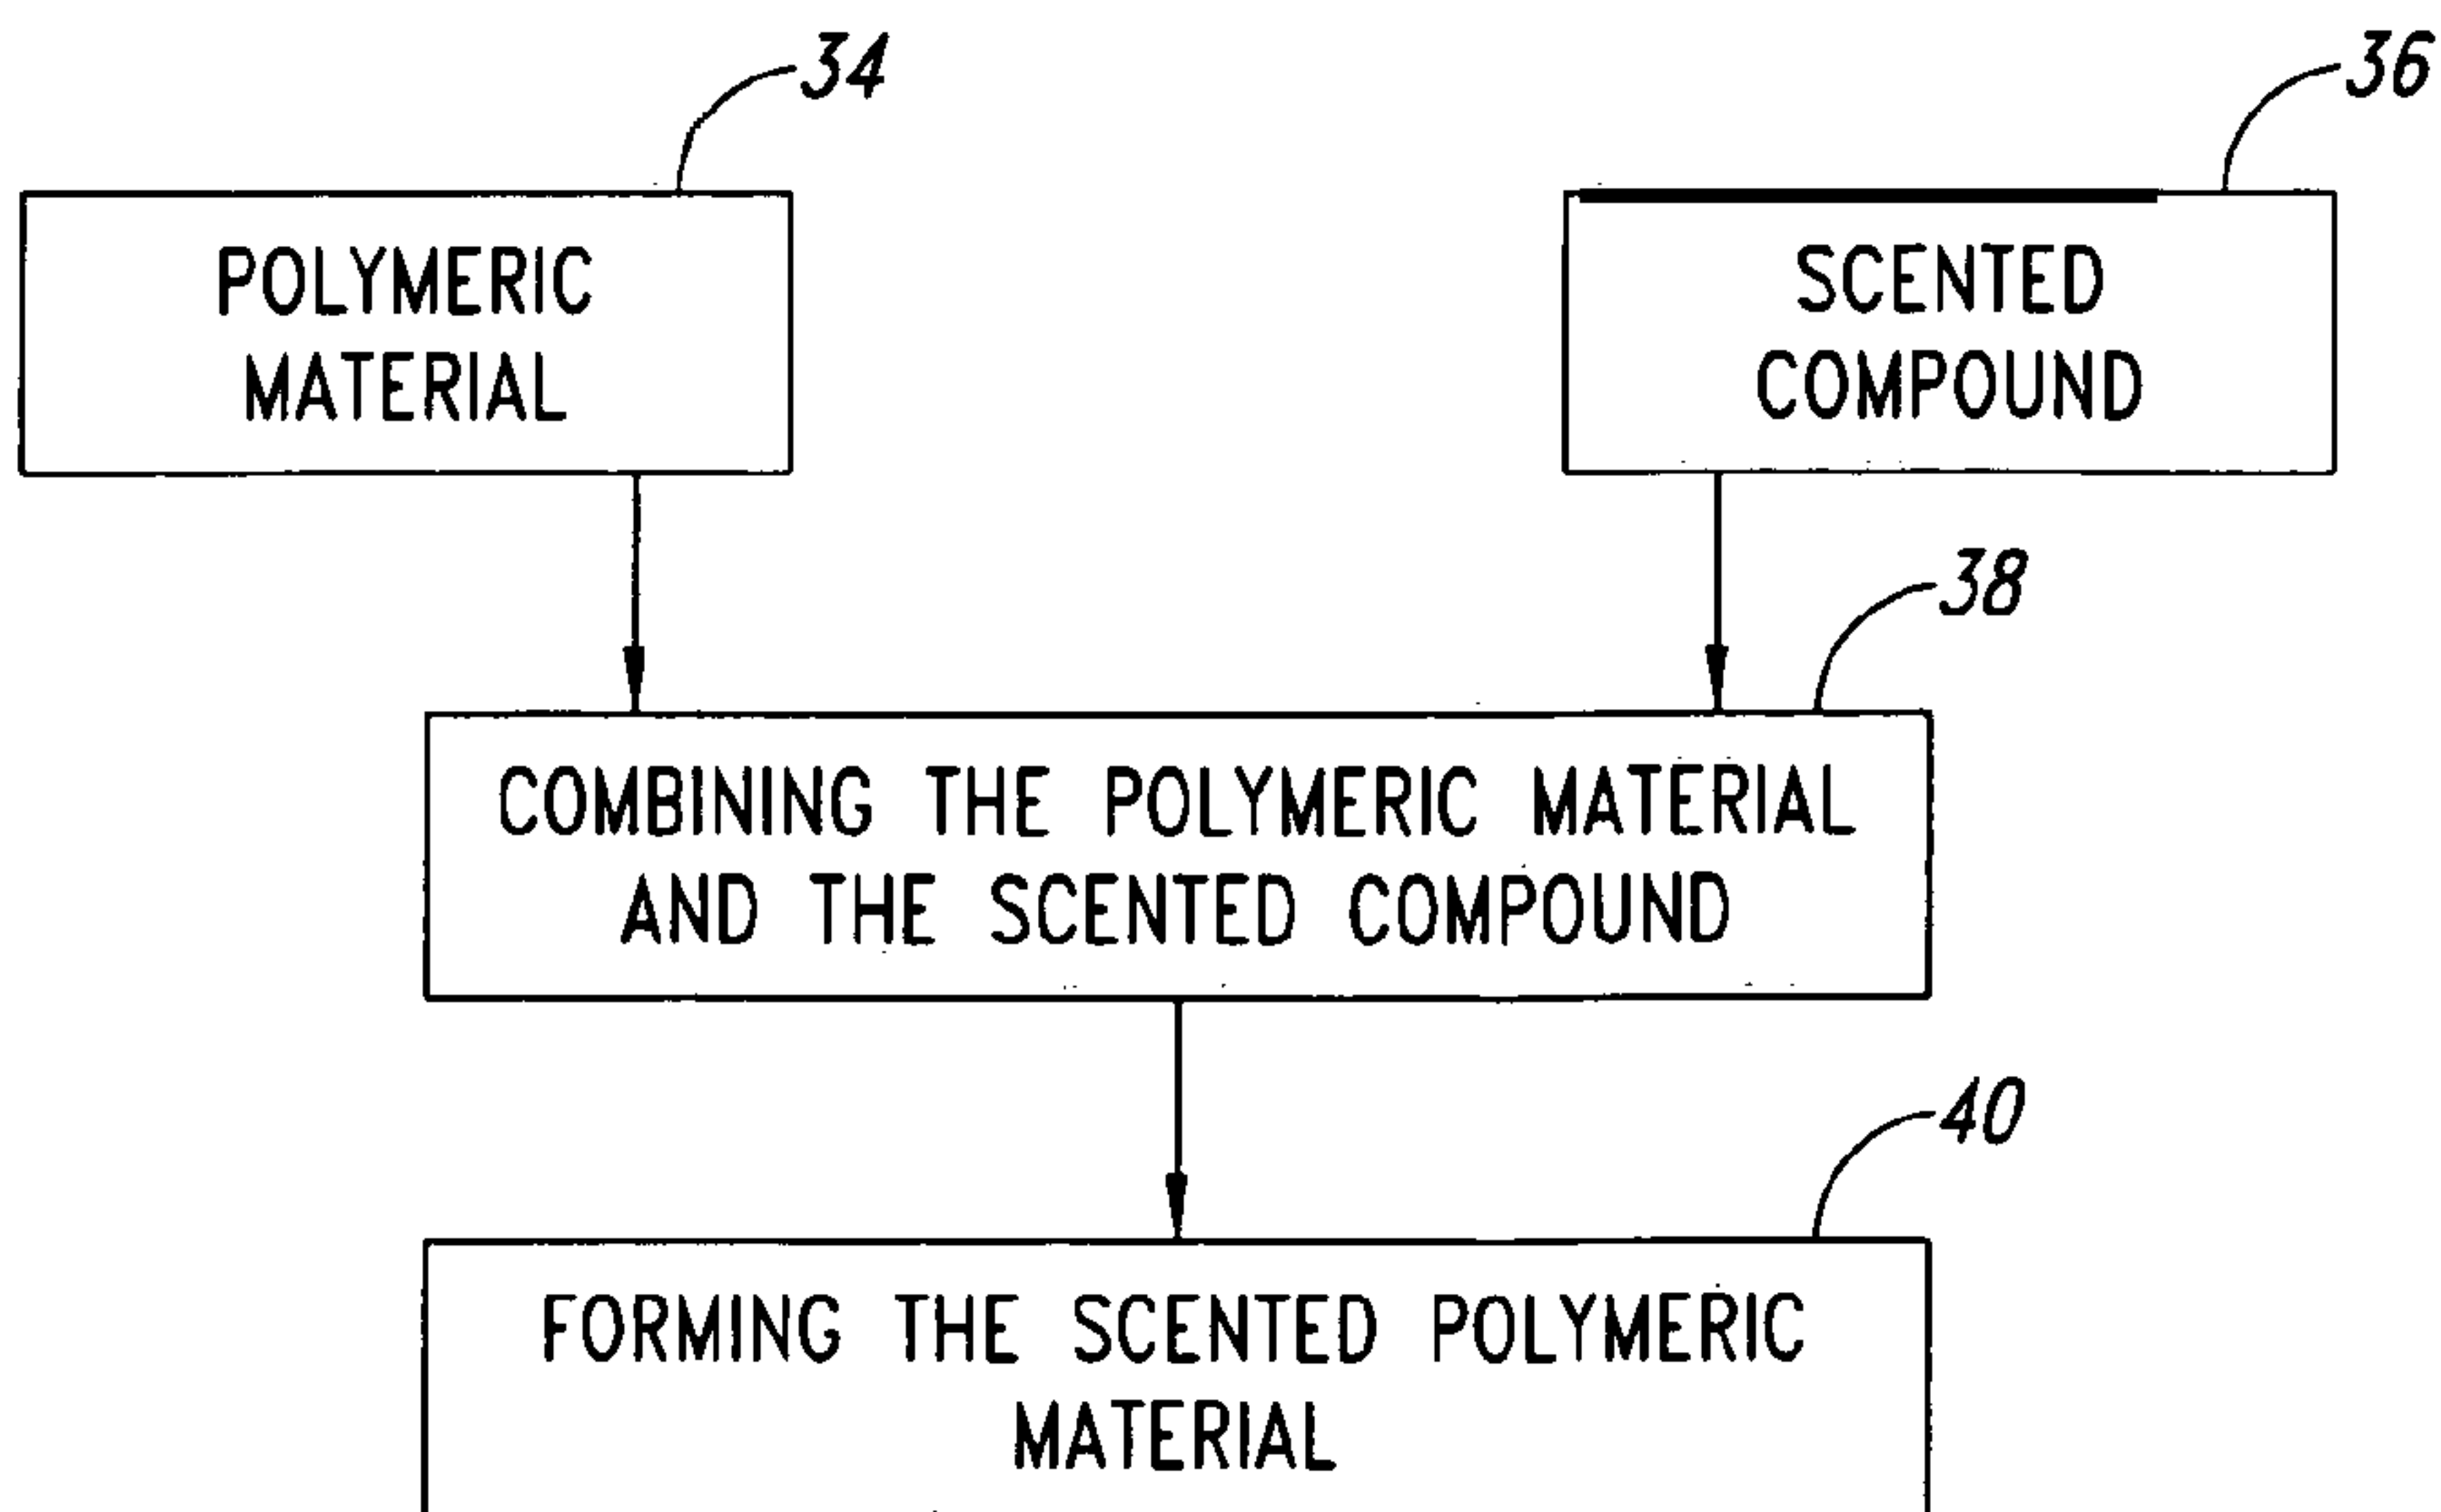 34
36
POLYMERIC
MATERIAL
SCENTED
COMPOUND
38
COMBINING THE POLYMERIC MATERIAL
AND THE SCENTED COMPOUND
40
FORMING THE SCENTED POLYMERIC
MATERIAL